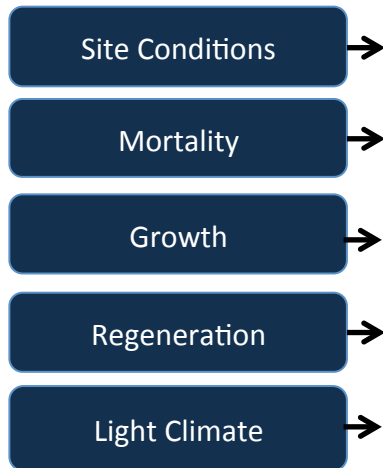 Site Conditions
Mortality
Growth
Regeneration
Light Climate